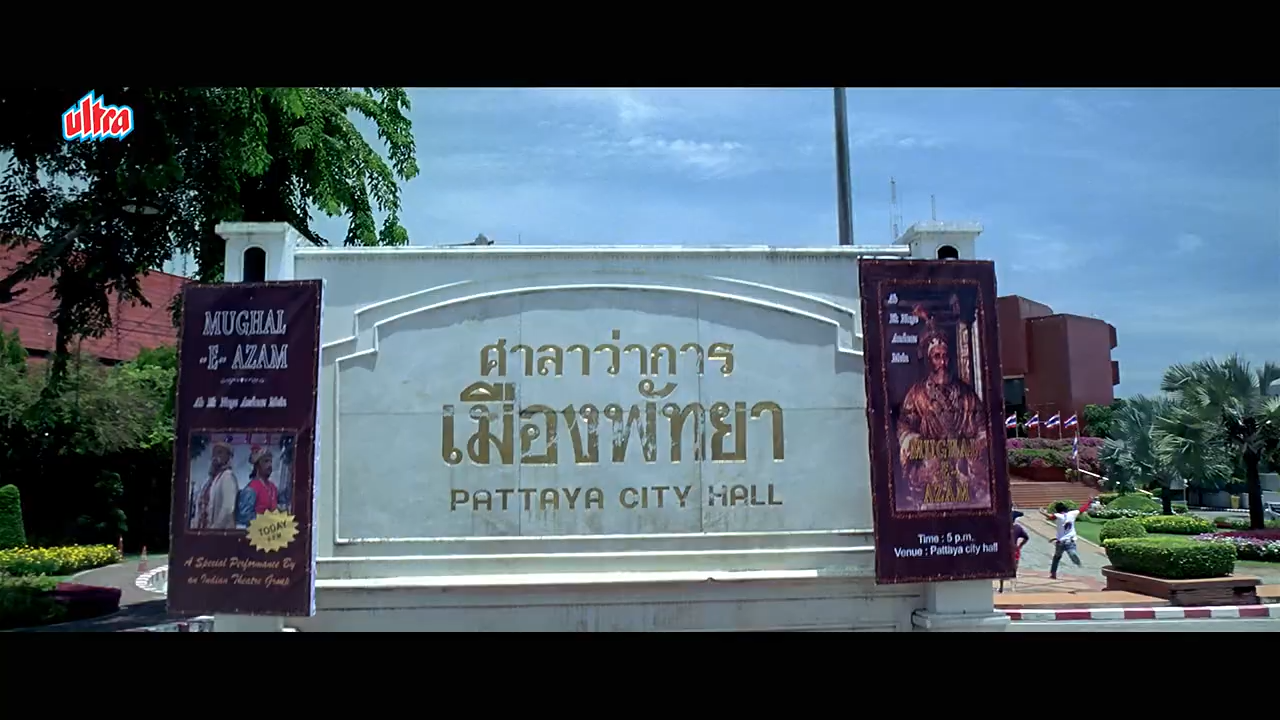 ultra
MUGHAL
"E" AZAM
TODAY
A Special Performance By
an Indian Theatre Group
ศาลาว่าการ
เมืองพัทยา
PATTAYA CITY HALL
MUGHAL
E
AZAM
Time : 5 p.m.
Venue : Pattaya city hall